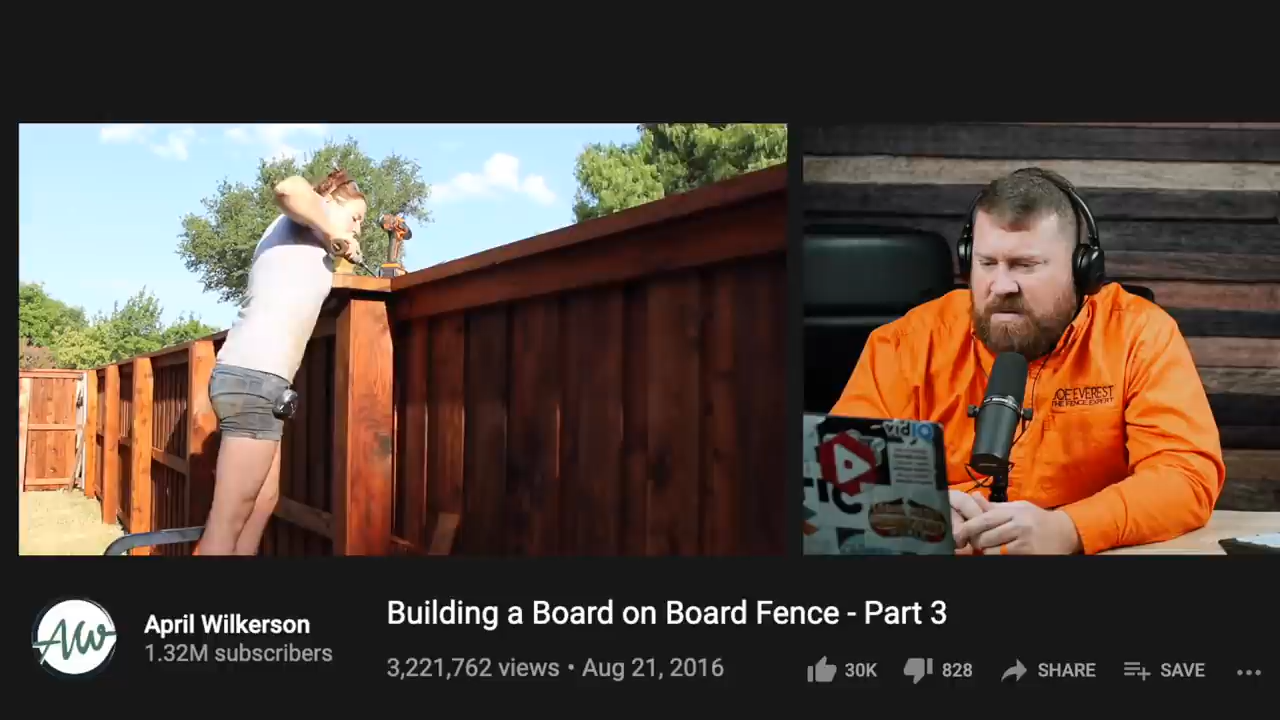 JOE EVEREST
THE FENCE EXPERT
AW
April Wilkerson
1.32M subscribers
Building a Board on Board Fence - Part 3
3,221,762 views • Aug 21, 2016
30K
828
SHARE
SAVE